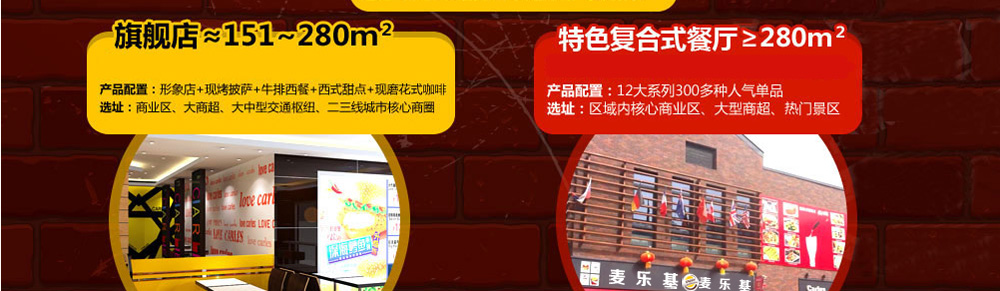 旗舰店≈151~280m²
产品配置：形象店+现烤披萨+牛排西餐+西式甜点+现磨花式咖啡
选址：商业区、大商超、大中型交通枢纽、二三线城市核心商圈
特色复合式餐厅≥280m²
产品配置：12大系列300多种人气单品
选址：区域内核心商业区、大型商超、热门景区
love carles
LOVE CARLES
麦乐基 麦乐基